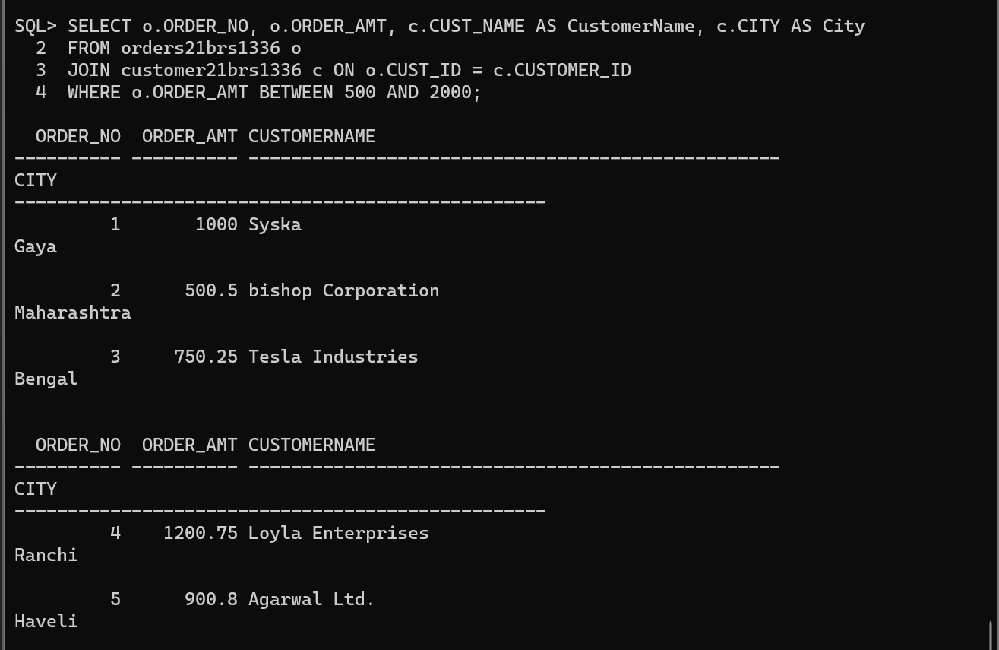 SQL> SELECT o.ORDER_NO, o.ORDER_AMT, c.CUST_NAME AS CustomerName, c.CITY AS City
  2  FROM orders21brs1336 o
  3  JOIN customer21brs1336 c ON o.CUST_ID = c.CUSTOMER_ID
  4  WHERE o.ORDER_AMT BETWEEN 500 AND 2000;

  ORDER_NO  ORDER_AMT CUSTOMERNAME
---------- ---------- --------------------------------------------------
CITY
--------------------------------------------------
         1       1000 Syska
Gaya

         2      500.5 bishop Corporation
Maharashtra

         3     750.25 Tesla Industries
Bengal


  ORDER_NO  ORDER_AMT CUSTOMERNAME
---------- ---------- --------------------------------------------------
CITY
--------------------------------------------------
         4    1200.75 Loyla Enterprises
Ranchi

         5      900.8 Agarwal Ltd.
Haveli